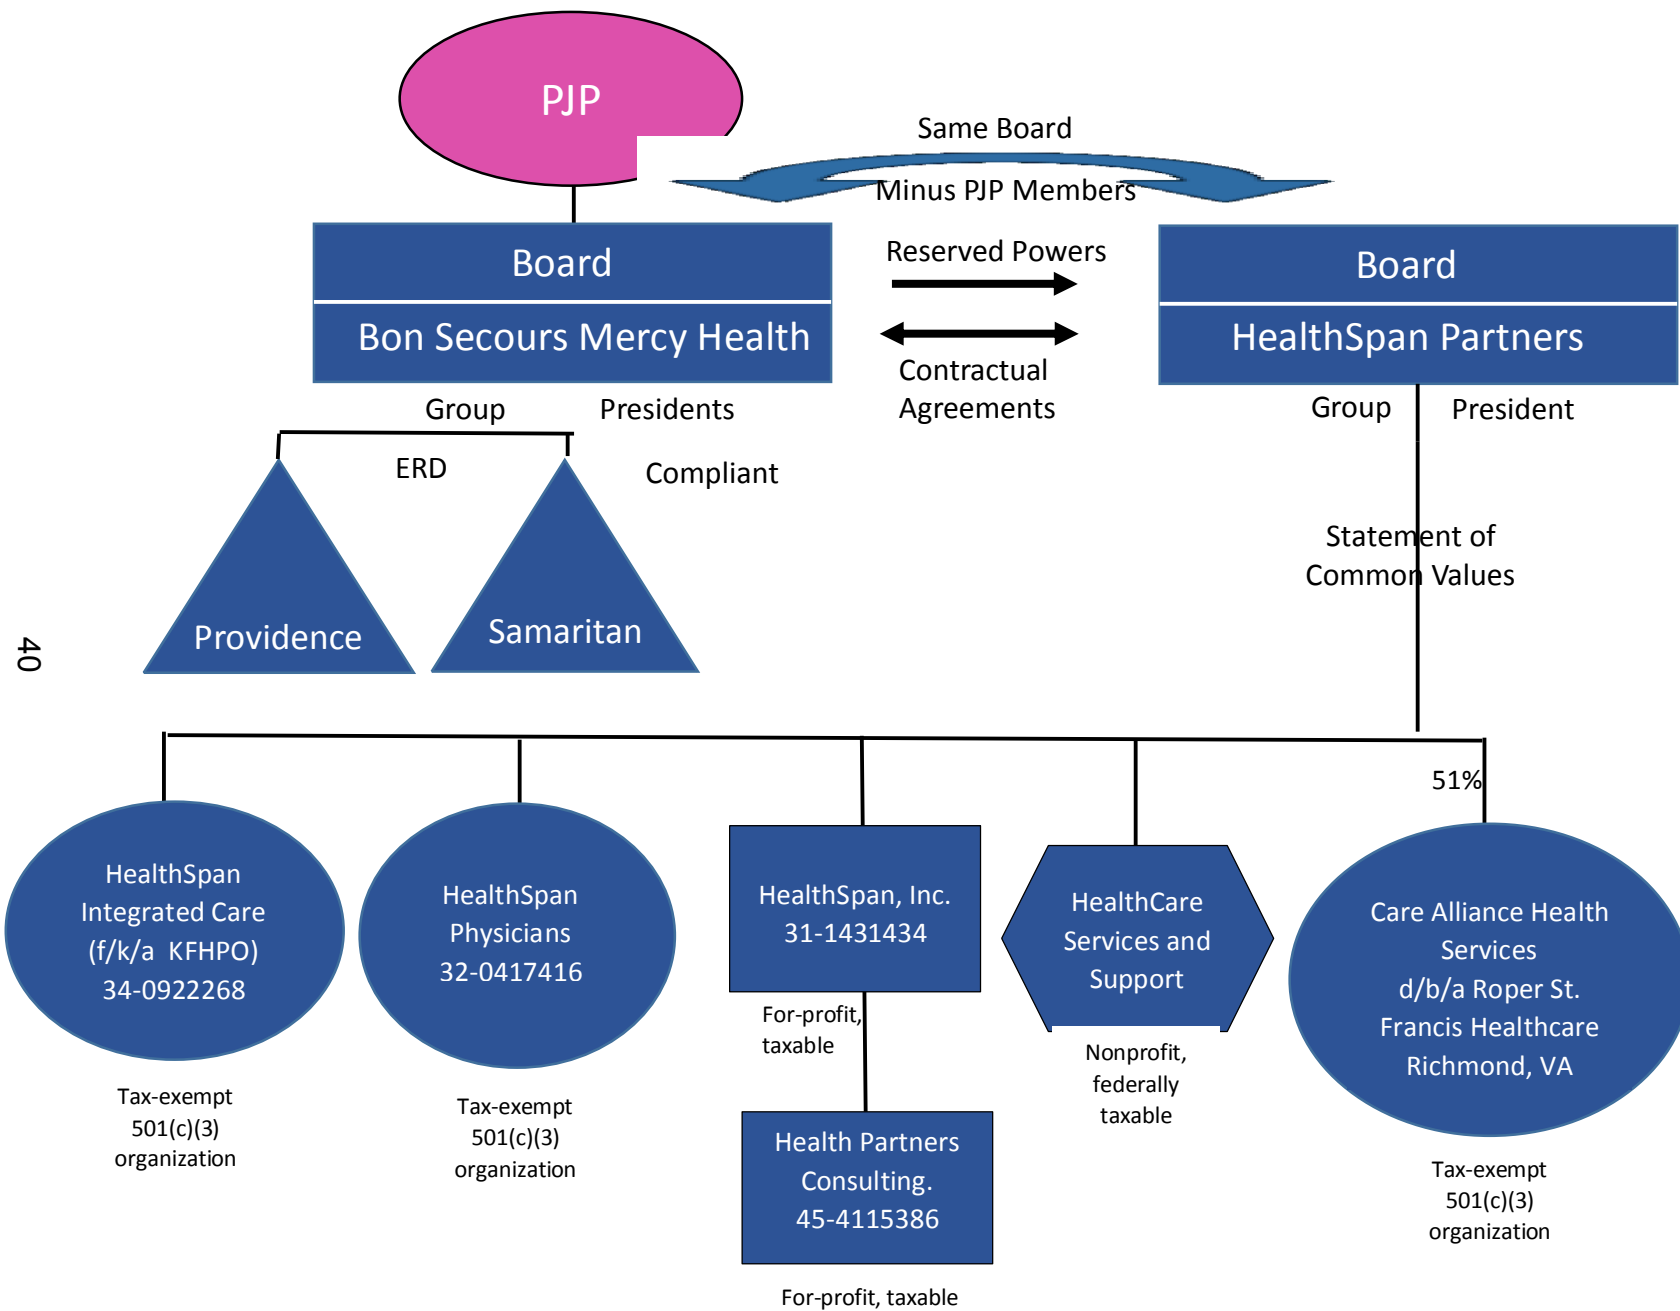 PJP
Same Board
Minus PJP Members
Board
Bon Secours Mercy Health
Reserved Powers
Contractual
Agreements
Board
HealthSpan Partners
Group Presidents
Group President
ERD Compliant
Providence
Samaritan
Statement of
Common Values
40
51%
HealthSpan
Integrated Care
(f/k/a KFHPO)
34-0922268
Tax-exempt
501(c)(3)
organization
HealthSpan
Physicians
32-0417416
Tax-exempt
501(c)(3)
organization
HealthSpan, Inc.
31-1431434
For-profit,
taxable
Health Partners
Consulting.
45-4115386
For-profit, taxable
HealthCare
Services and
Support
Nonprofit,
federally
taxable
Care Alliance Health
Services
d/b/a Roper St.
Francis Healthcare
Richmond, VA
Tax-exempt
501(c)(3)
organization